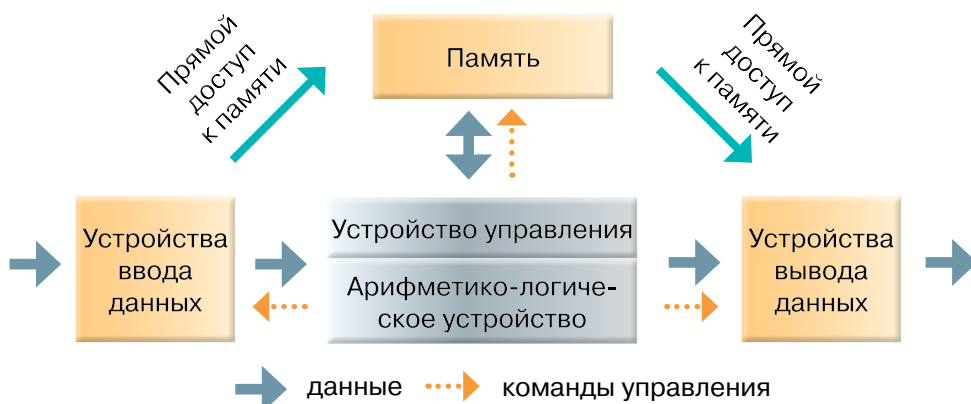 Прямой
доступ
к памяти
Память
Прямой
доступ
к памяти
Устройства
ввода
данных
Устройство управления
Арифметико-логиче-
ское устройство
Устройства
вывода
данных
данные
команды управления